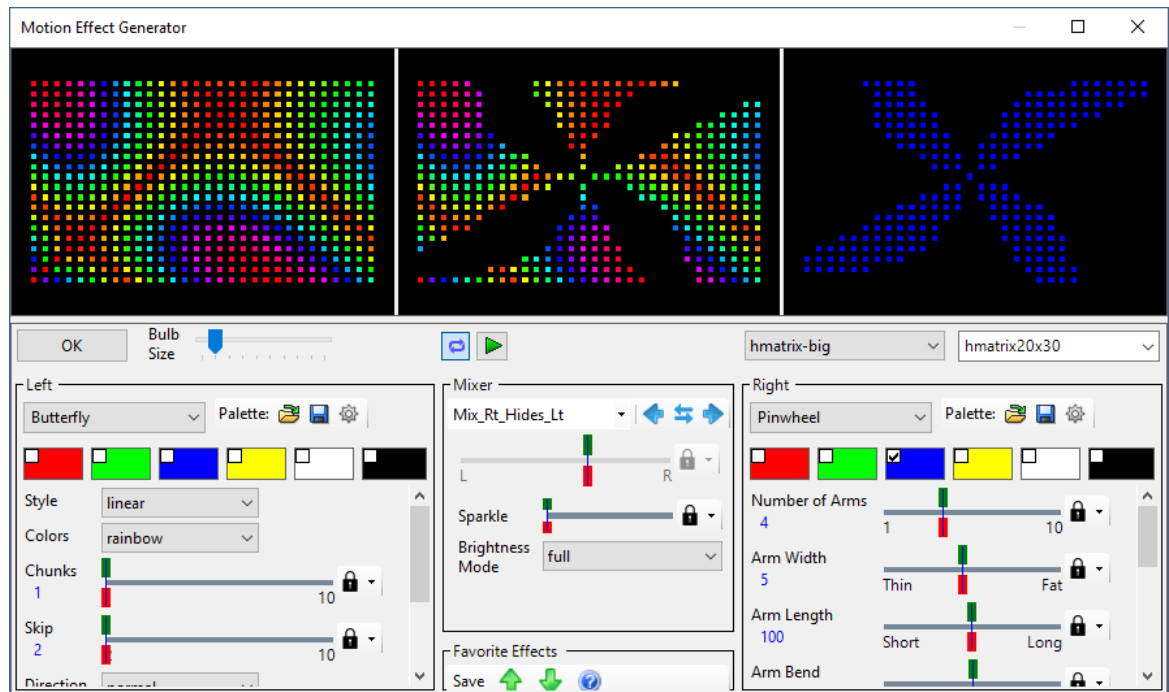 Motion Effect Generator
OK
Bulb
Size
hmatrix-big
hmatrix20x30
Left
Butterfly
Palette:
Style
linear
Colors
rainbow
Chunks
1
10
Skip
2
10
Direction
normal
Mixer
Mix_Rt_Hides_Lt
L
R
Sparkle
Brightness
Mode
full
Favorite Effects
Save
Right
Pinwheel
Palette:
Number of Arms
4
1
10
Arm Width
5
Thin
Fat
Arm Length
100
Short
Long
Arm Bend